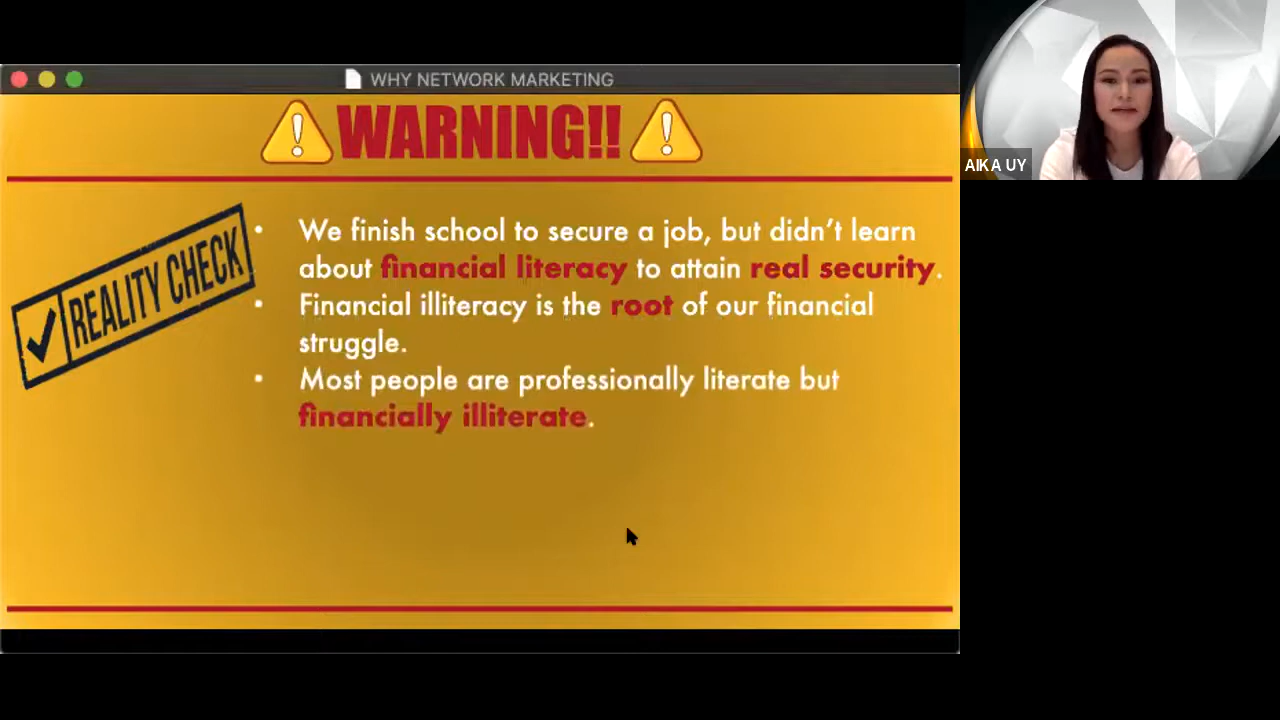 WHY NETWORK MARKETING
WARNING!!
REALITY CHECK
• We finish school to secure a job, but didn’t learn
about financial literacy to attain real security.
• Financial illiteracy is the root of our financial
struggle.
• Most people are professionally literate but
financially illiterate.
AIKA UY